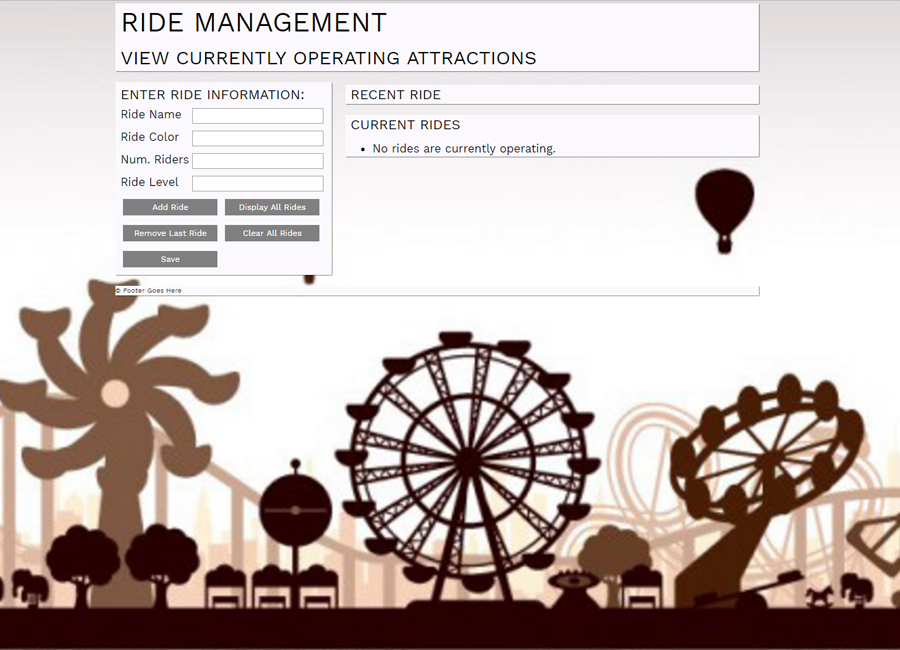 RIDE MANAGEMENT
VIEW CURRENTLY OPERATING ATTRACTIONS
ENTER RIDE INFORMATION:
Ride Name
Ride Color
Num. Riders
Ride Level
Add Ride
Display All Rides
Remove Last Ride
Clear All Rides
Save
RECENT RIDE
CURRENT RIDES
• No rides are currently operating.
© Footer Goes Here